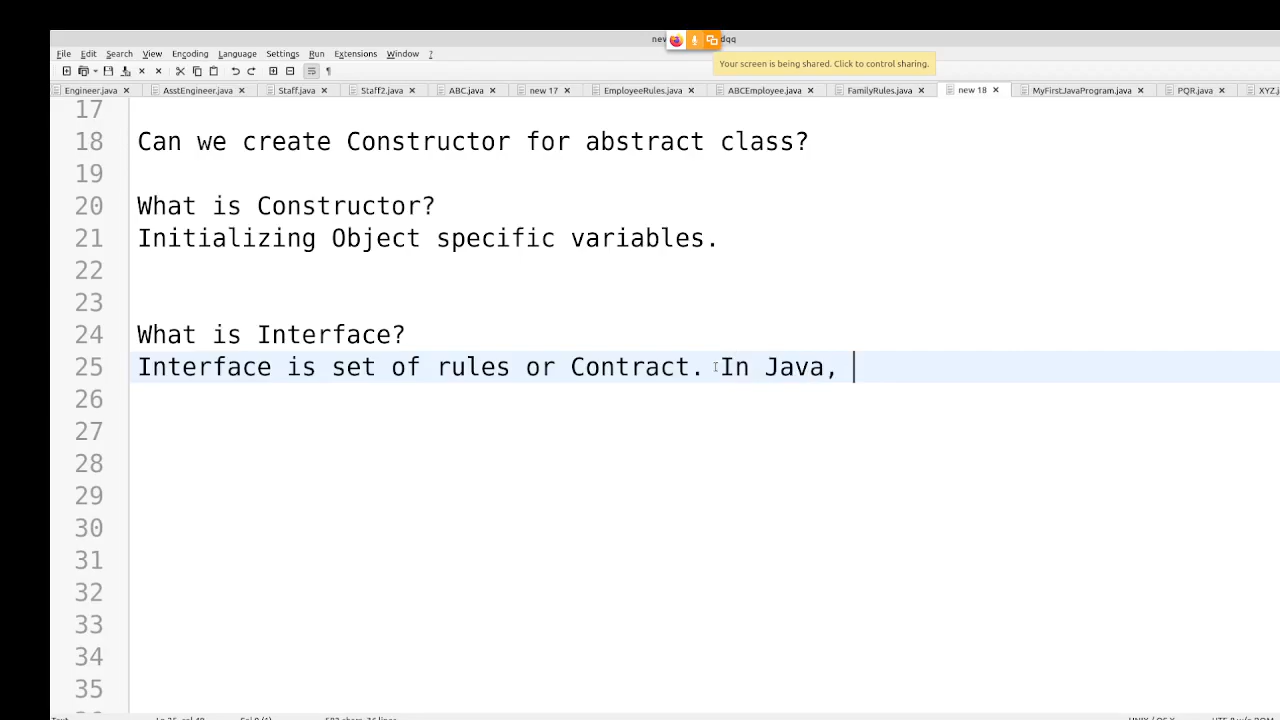 new dqq
File Edit Search View Encoding Language Settings Run Extensions Window ?
Your screen is being shared. Click to control sharing.
Engineer.java AsstEngineer.java Staff.java Staff2.java ABC.java new 17 EmployeeRules.java ABCEmployee.java FamilyRules.java new 18 MyFirstJavaProgram.java PQR.java XYZ.j
17
18 Can we create Constructor for abstract class?
19
20 What is Constructor?
21 Initializing Object specific variables.
22
23
24 What is Interface?
25 Interface is set of rules or Contract. In Java,
26
27
28
29
30
31
32
33
34
35